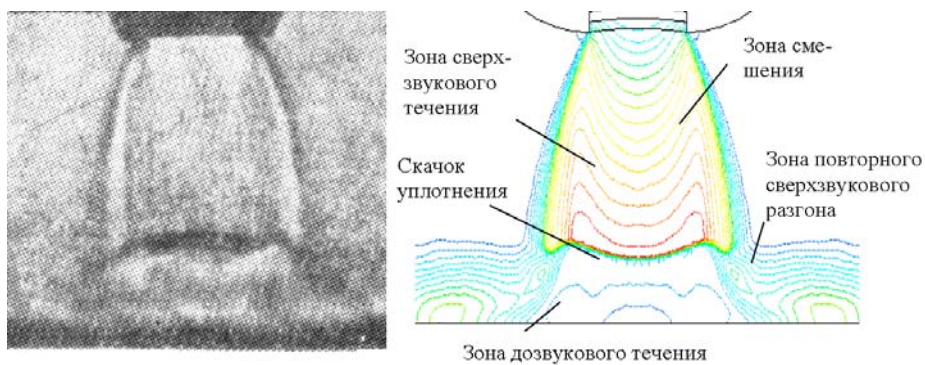 Зона сверх-
звукового
течения
Зона сме-
шения
Скачок
уплотнения
Зона повторного
сверхзвукового
разгона
Зона дозвукового течения